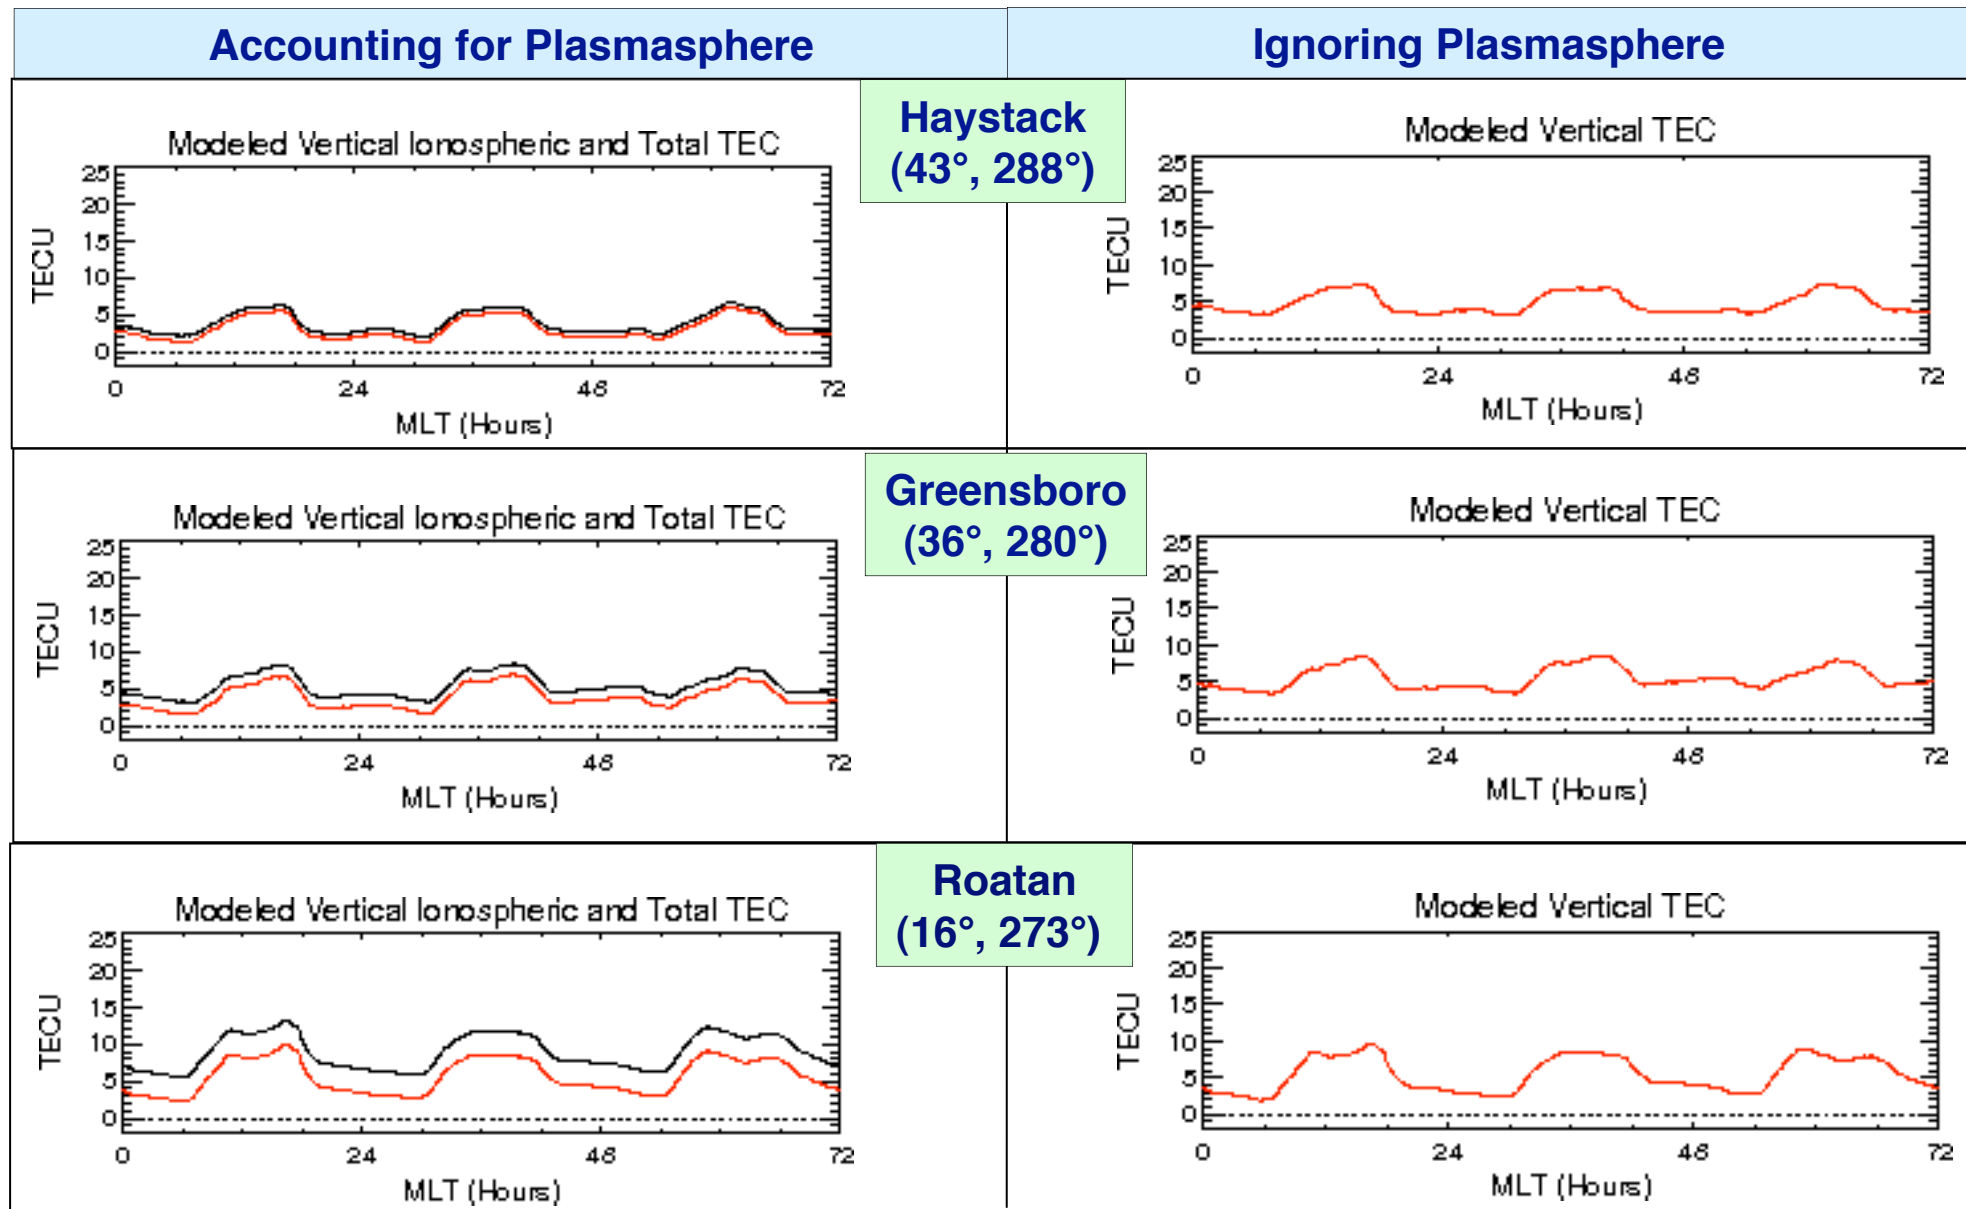 Accounting for Plasmasphere
Ignoring Plasmasphere
Haystack
(43°, 288°)
Modeled Vertical Ionospheric and Total TEC
25
20
15
10
5
0
TECU
0 24 48 72
MLT (Hours)
Modeled Vertical TEC
25
20
15
10
5
0
TECU
0 24 48 72
MLT (Hours)
Greensboro
(36°, 280°)
Modeled Vertical Ionospheric and Total TEC
25
20
15
10
5
0
TECU
0 24 48 72
MLT (Hours)
Modeled Vertical TEC
25
20
15
10
5
0
TECU
0 24 48 72
MLT (Hours)
Roatan
(16°, 273°)
Modeled Vertical Ionospheric and Total TEC
25
20
15
10
5
0
TECU
0 24 48 72
MLT (Hours)
Modeled Vertical TEC
25
20
15
10
5
0
TECU
0 24 48 72
MLT (Hours)